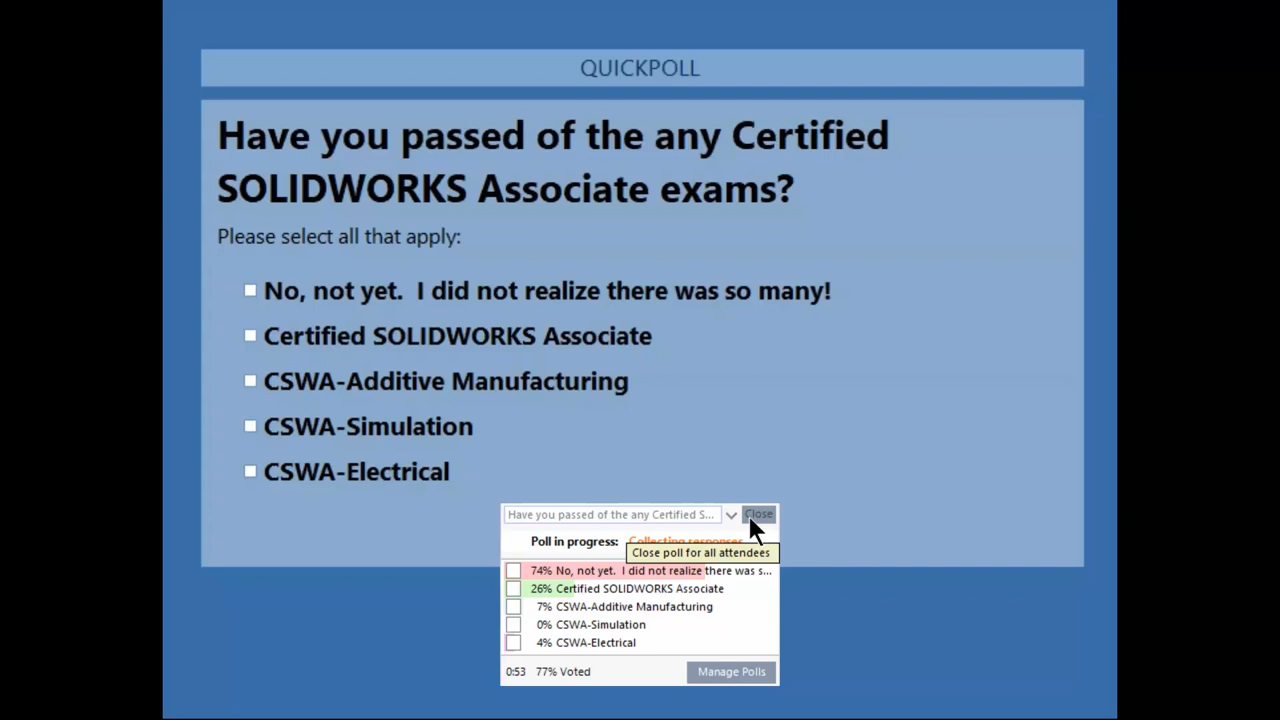 QUICKPOLL
Have you passed of the any Certified
SOLIDWORKS Associate exams?
Please select all that apply:
No, not yet.  I did not realize there was so many!
Certified SOLIDWORKS Associate
CSWA-Additive Manufacturing
CSWA-Simulation
CSWA-Electrical
Have you passed of the any Certified S... Close
Poll in progress: Collecting responses
Close poll for all attendees
74% No, not yet.  I did not realize there was s...
26% Certified SOLIDWORKS Associate
7% CSWA-Additive Manufacturing
0% CSWA-Simulation
4% CSWA-Electrical
0:53 77% Voted Manage Polls